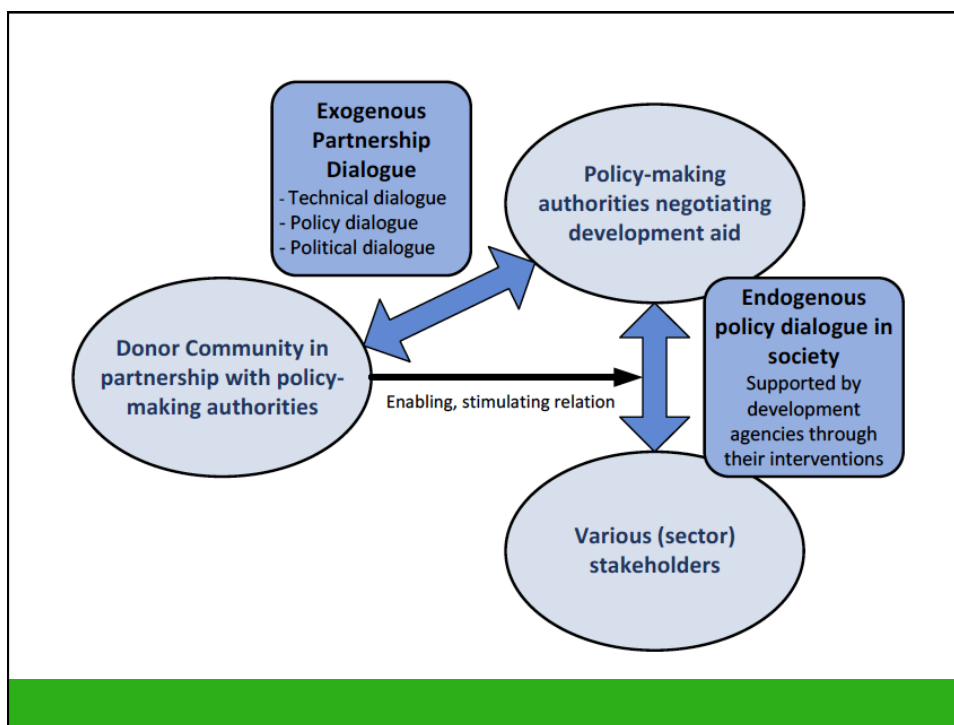 Exogenous
Partnership
Dialogue
- Technical dialogue
- Policy dialogue
- Political dialogue
Policy-making
authorities negotiating
development aid
Donor Community in
partnership with policy-
making authorities
Enabling, stimulating relation
Endogenous
policy dialogue in
society
Supported by
development
agencies through
their interventions
Various (sector)
stakeholders